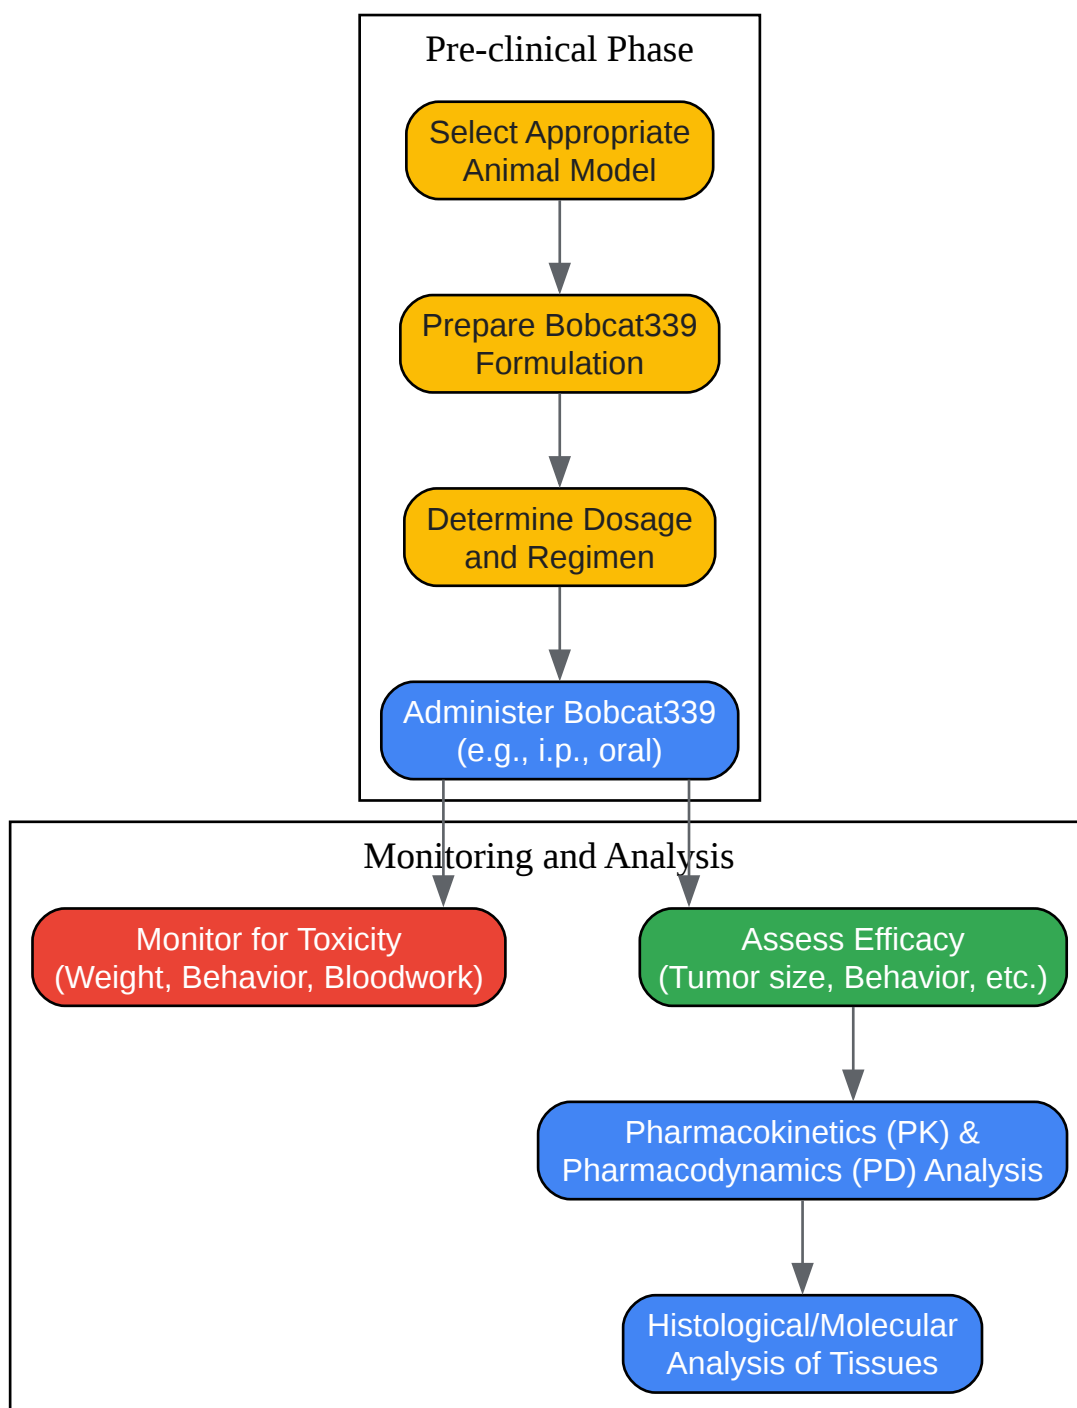 Pre-clinical Phase
Select Appropriate
Animal Model
Prepare Bobcat339
Formulation
Determine Dosage
and Regimen
Administer Bobcat339
(e.g., i.p., oral)
Monitoring and Analysis
Monitor for Toxicity
(Weight, Behavior, Bloodwork)
Assess Efficacy
(Tumor size, Behavior, etc.)
Pharmacokinetics (PK) &
Pharmacodynamics (PD) Analysis
Histological/Molecular
Analysis of Tissues